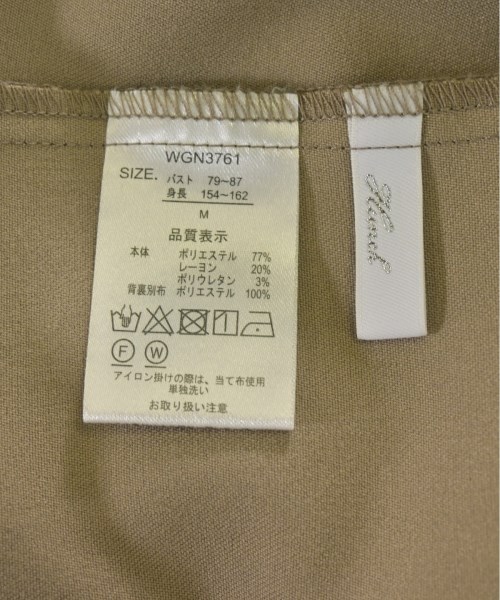 WGN3761
SIZE. バスト 79~87
身長 154~162
M
品質表示
本体 ポリエステル 77%
レーヨン 20%
ポリウレタン 3%
背裏別布 ポリエステル 100%
F W
アイロン掛けの際は、当て布使用
単独洗い
お取り扱い注意